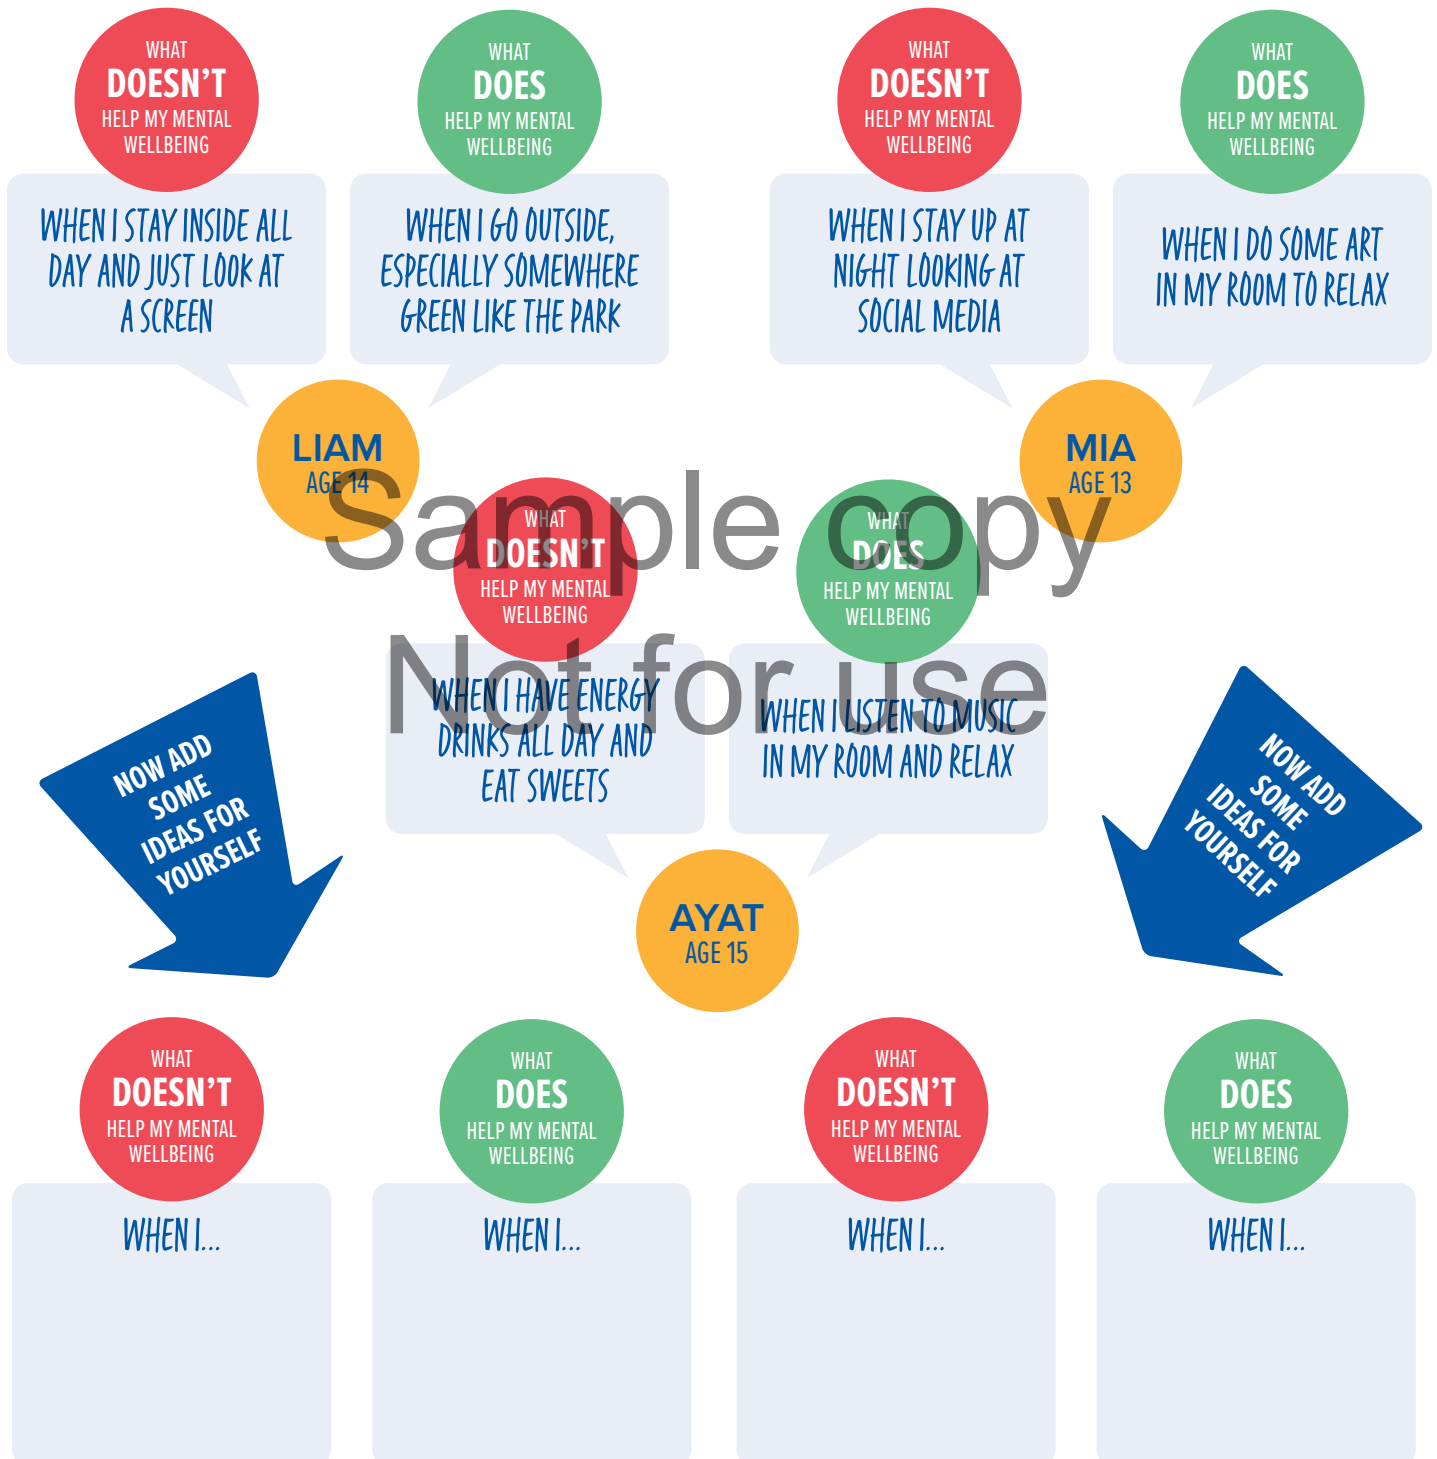 WHAT
DOESN'T
HELP MY MENTAL
WELLBEING
WHEN I STAY INSIDE ALL
DAY AND JUST LOOK AT
A SCREEN
WHAT
DOES
HELP MY MENTAL
WELLBEING
WHEN I GO OUTSIDE,
ESPECIALLY SOMEWHERE
GREEN LIKE THE PARK
LIAM
AGE 14
WHAT
DOESN'T
HELP MY MENTAL
WELLBEING
WHEN I STAY UP AT
NIGHT LOOKING AT
SOCIAL MEDIA
WHAT
DOES
HELP MY MENTAL
WELLBEING
WHEN I DO SOME ART
IN MY ROOM TO RELAX
MIA
AGE 13
Sample copy
Not for use
WHAT
DOESN'T
HELP MY MENTAL
WELLBEING
WHEN I HAVE ENERGY
DRINKS ALL DAY AND
EAT SWEETS
WHAT
DOES
HELP MY MENTAL
WELLBEING
WHEN I LISTEN TO MUSIC
IN MY ROOM AND RELAX
AYAT
AGE 15
NOW ADD
SOME
IDEAS FOR
YOURSELF
NOW ADD
SOME
IDEAS FOR
YOURSELF
WHAT
DOESN'T
HELP MY MENTAL
WELLBEING
WHEN I...
WHAT
DOES
HELP MY MENTAL
WELLBEING
WHEN I...
WHAT
DOESN'T
HELP MY MENTAL
WELLBEING
WHEN I...
WHAT
DOES
HELP MY MENTAL
WELLBEING
WHEN I...